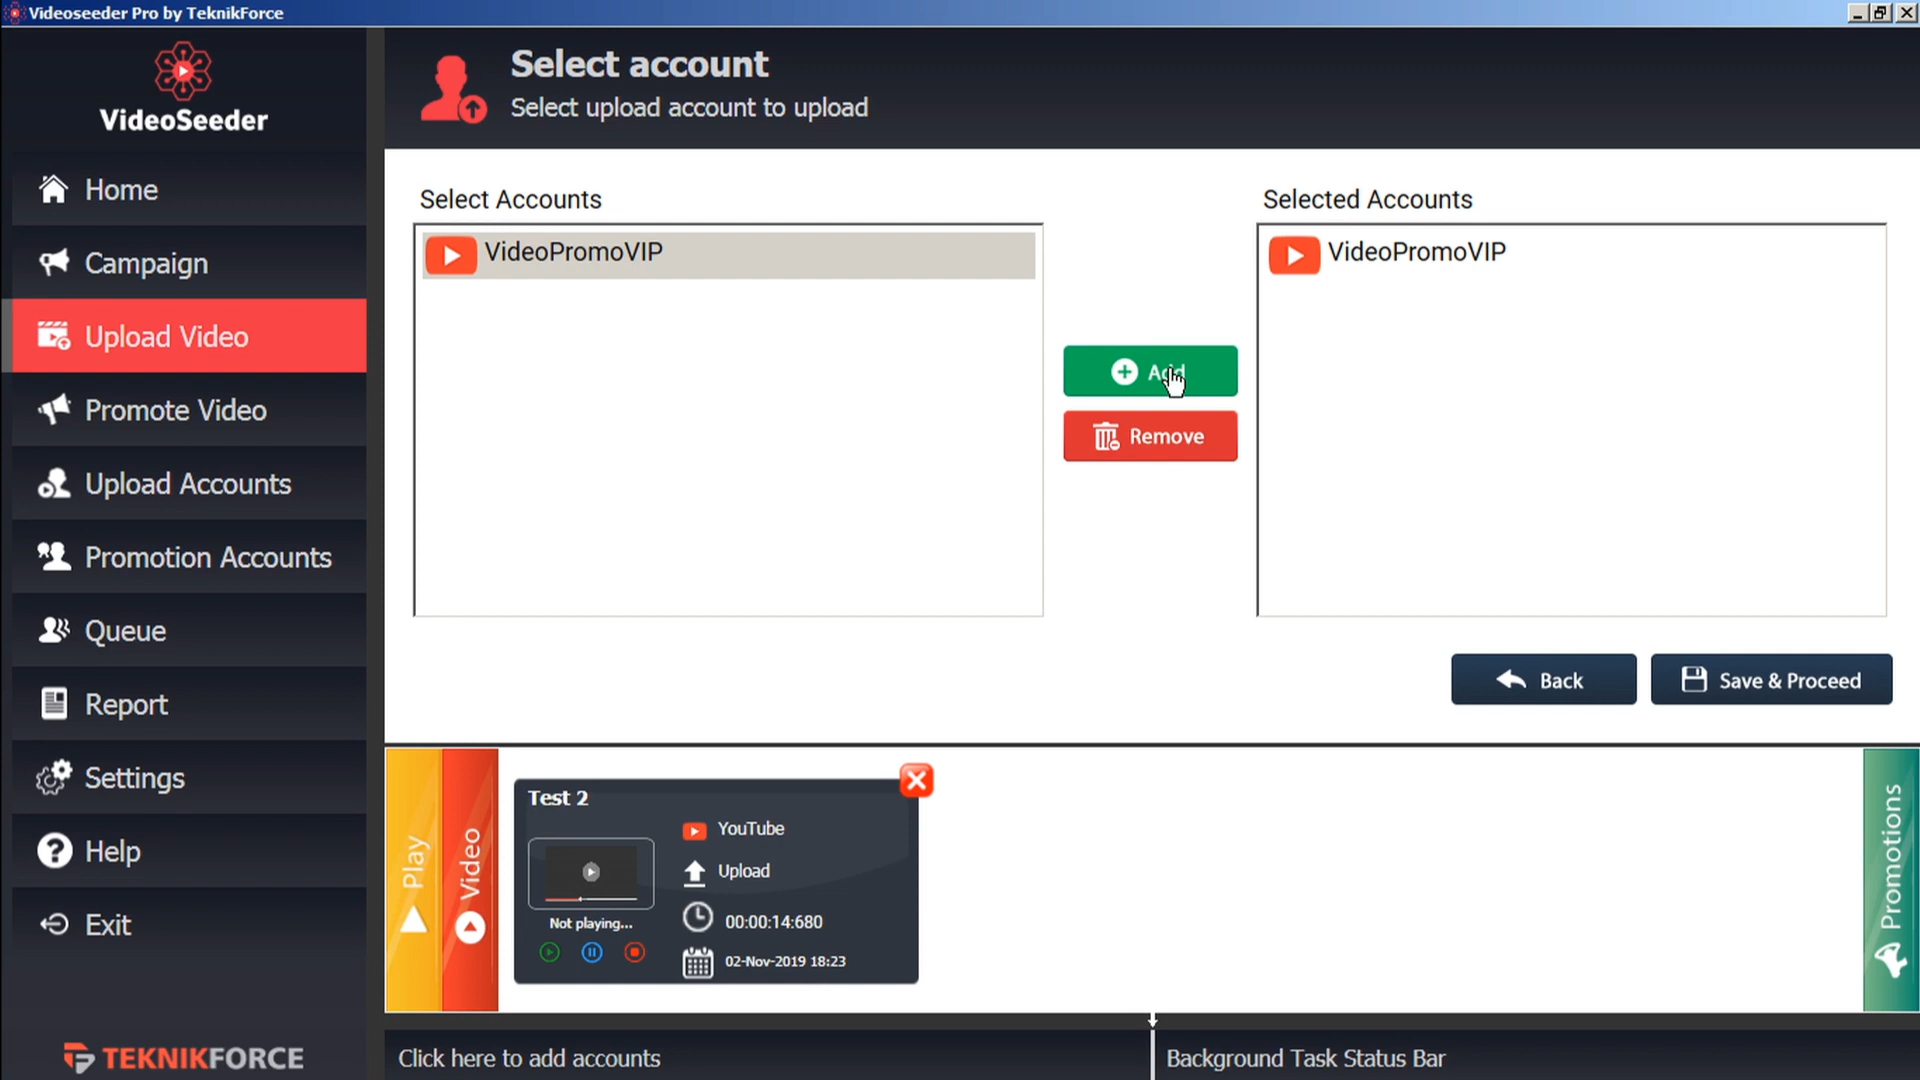 Videoseeder Pro by TeknikForce
VideoSeeder
Home
Campaign
Upload Video
Promote Video
Upload Accounts
Promotion Accounts
Queue
Report
Settings
Help
Exit
TEKNIKFORCE
Select account
Select upload account to upload
Select Accounts
VideoPromoVIP
Add
Remove
Selected Accounts
VideoPromoVIP
Back
Save & Proceed
Play
Video
Test 2
Not playing...
YouTube
Upload
00:00:14:680
02-Nov-2019 18:23
Promotions
Click here to add accounts
Background Task Status Bar